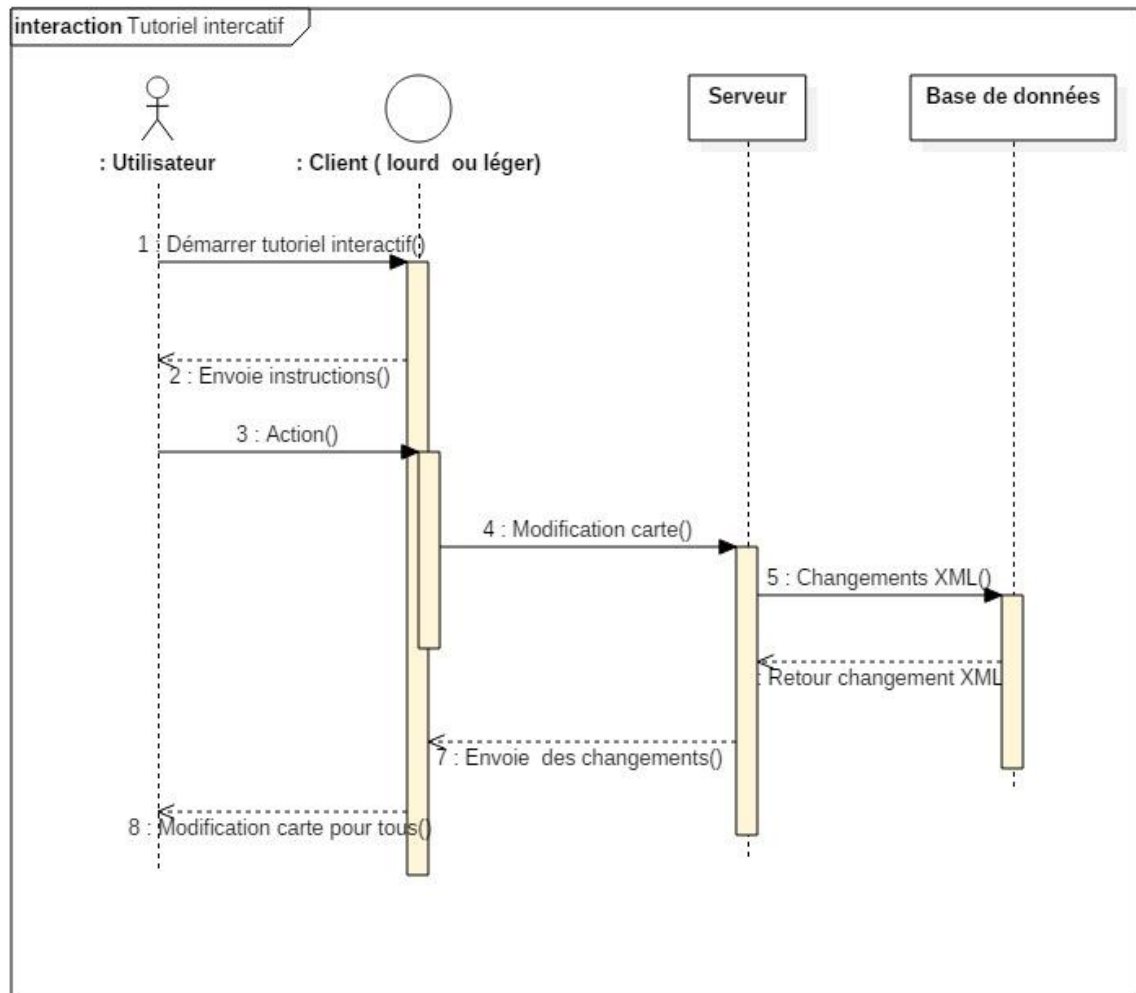 interaction Tutoriel intercatif
: Utilisateur
: Client ( lourd ou léger)
Serveur
Base de données
1 : Démarrer tutoriel interactif()
2 : Envoie instructions()
3 : Action()
4 : Modification carte()
5 : Changements XML()
: Retour changement XML
7 : Envoie des changements()
8 : Modification carte pour tous()